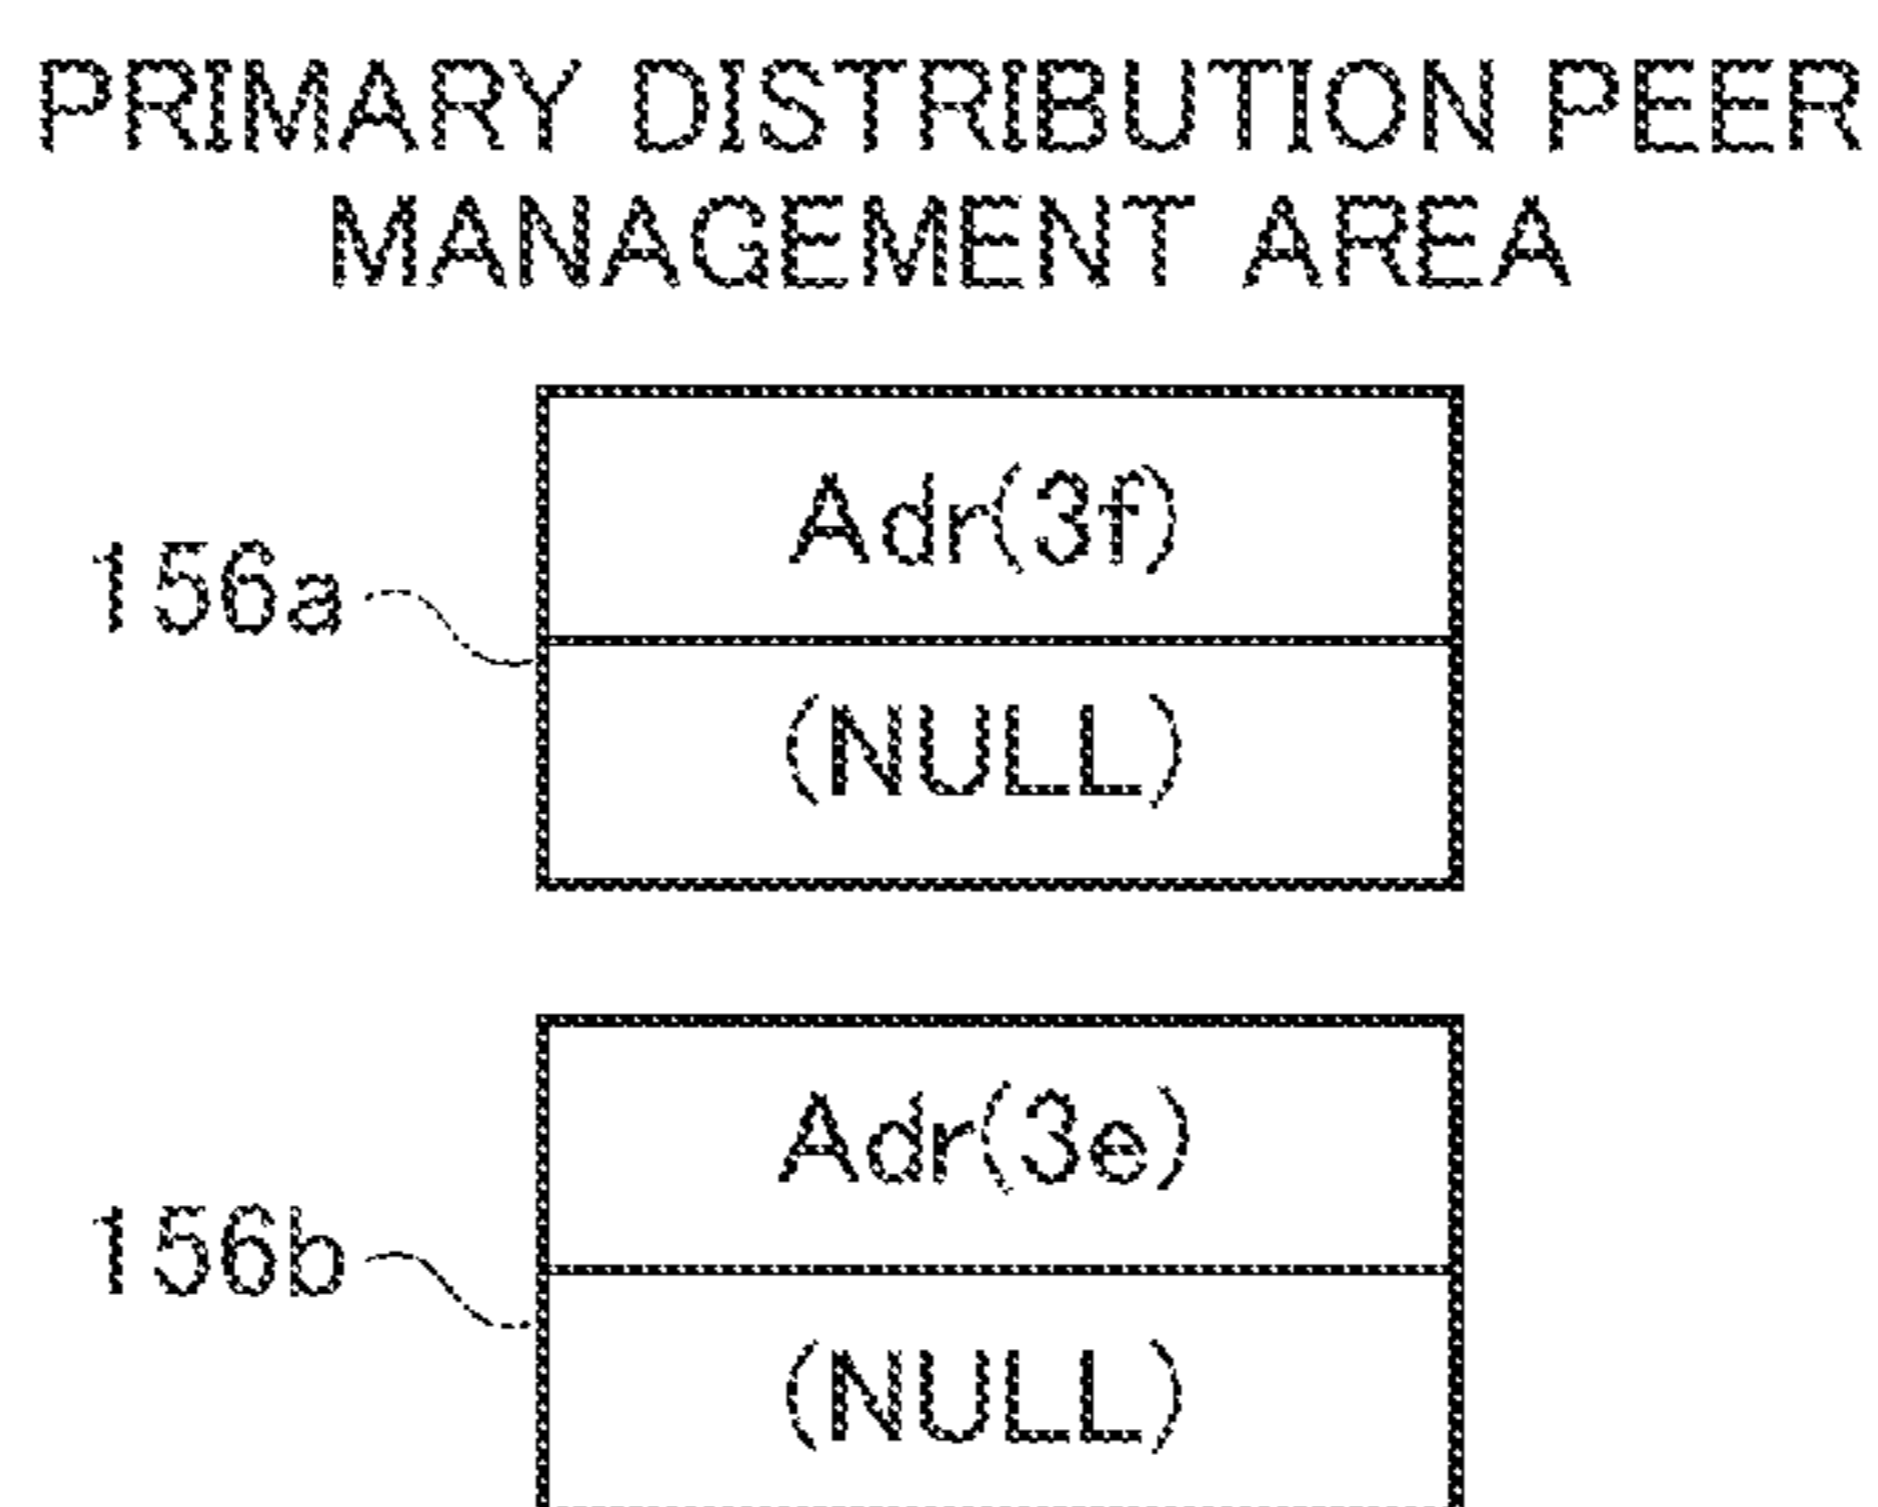 PRIMARY DISTRIBUTION PEER
MANAGEMENT AREA
Adr(3f)
156a
(NULL)
Adr(3e)
156b
(NULL)